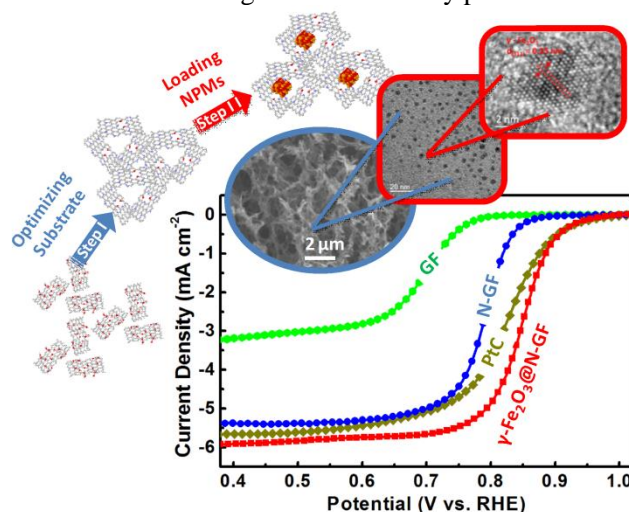 Loading
NPMs
Step II
Optimizing
Substrate
Step I
2 nm
20 nm
2 μm
GF
N-GF
PtC
γ-Fe₂O₃@N-GF
Current Density (mA cm⁻²)
0
-1
-2
-3
-4
-5
-6
0.4 0.5 0.6 0.7 0.8 0.9 1.0
Potential (V vs. RHE)